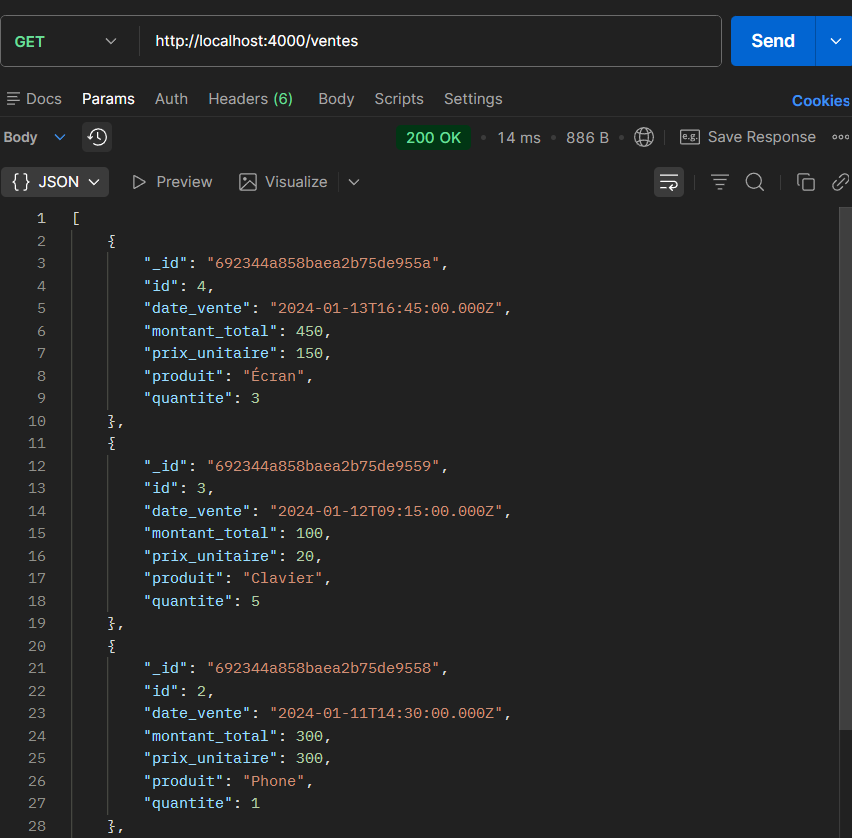 GET http://localhost:4000/ventes Send
Docs Params Auth Headers (6) Body Scripts Settings Cookies
Body 200 OK 14 ms 886 B e.g. Save Response
{} JSON Preview Visualize
1 [
2 {
3 "_id": "692344a858baea2b75de955a",
4 "id": 4,
5 "date_vente": "2024-01-13T16:45:00.000Z",
6 "montant_total": 450,
7 "prix_unitaire": 150,
8 "produit": "Écran",
9 "quantite": 3
10 },
11 {
12 "_id": "692344a858baea2b75de9559",
13 "id": 3,
14 "date_vente": "2024-01-12T09:15:00.000Z",
15 "montant_total": 100,
16 "prix_unitaire": 20,
17 "produit": "Clavier",
18 "quantite": 5
19 },
20 {
21 "_id": "692344a858baea2b75de9558",
22 "id": 2,
23 "date_vente": "2024-01-11T14:30:00.000Z",
24 "montant_total": 300,
25 "prix_unitaire": 300,
26 "produit": "Phone",
27 "quantite": 1
28 },